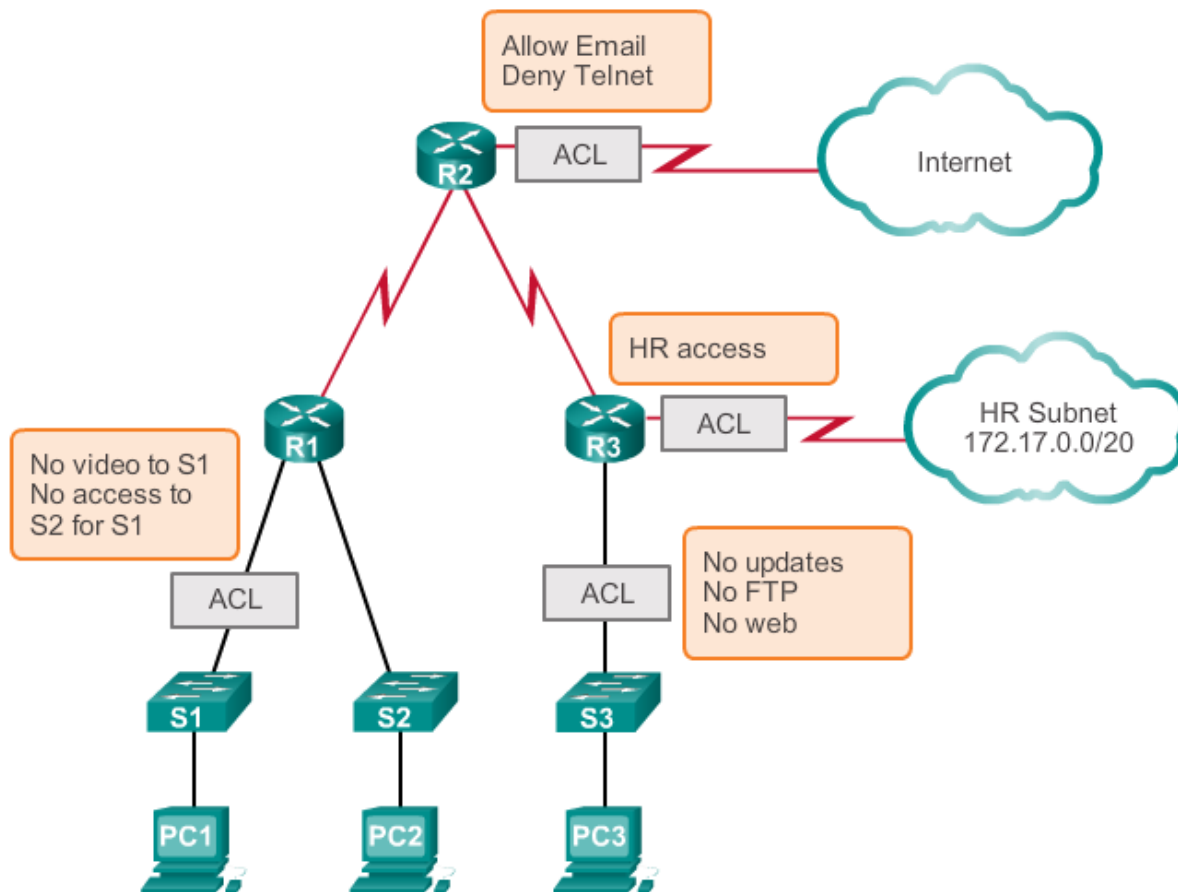 Allow Email
Deny Telnet
ACL
Internet
R2
HR access
ACL
HR Subnet
172.17.0.0/20
R1
R3
No video to S1
No access to
S2 for S1
ACL
ACL
No updates
No FTP
No web
S1
S2
S3
PC1
PC2
PC3